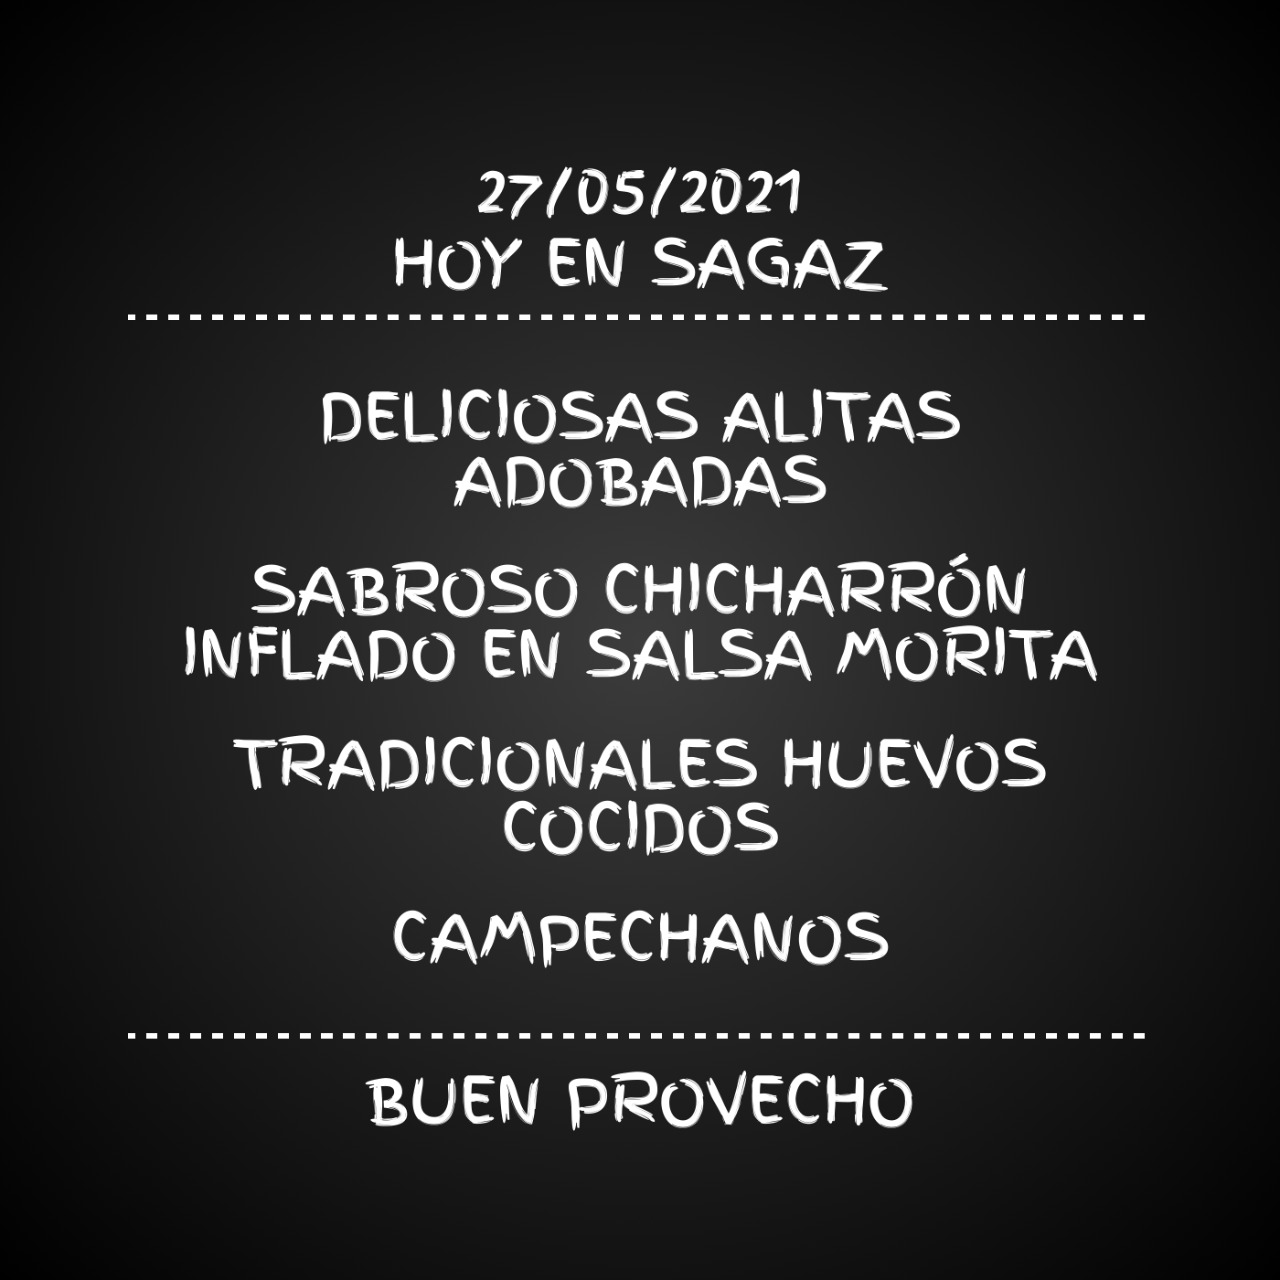 27/05/2021
HOY EN SAGAZ
DELICIOSAS ALITAS
ADOBADAS
SABROSO CHICHARRÓN
INFLADO EN SALSA MORITA
TRADICIONALES HUEVOS
COCIDOS
CAMPECHANOS
BUEN PROVECHO